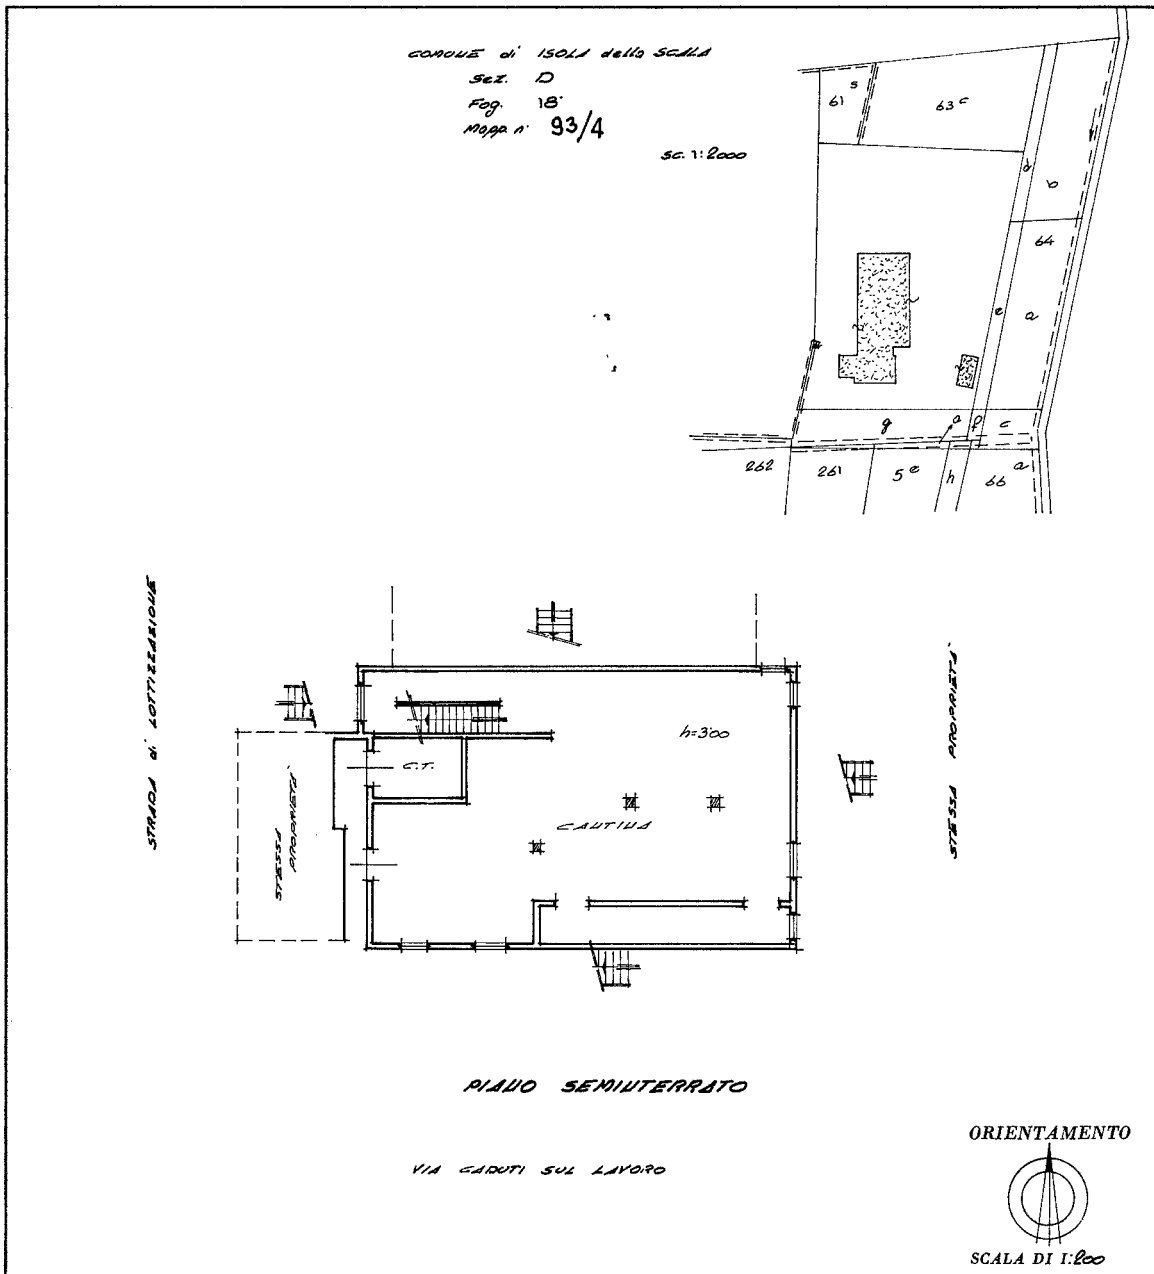 COMUNE di ISOLA della SCALA
Sez. D
Fog. 18°
Mapp. n° 93/4
SC. 1:2000
61 s
63 c
d
b
64
e
a
g
a
f
c
262
261
5 e
h
66 a
STRADA di LOTTIZZAZIONE
STESSA PROPRIETA'
STESSA
PROPRIETA'
h=3'00
C.T.
CANTINA
PIANO SEMINTERRATO
VIA CADUTI SUL LAVORO
ORIENTAMENTO
SCALA DI 1:200